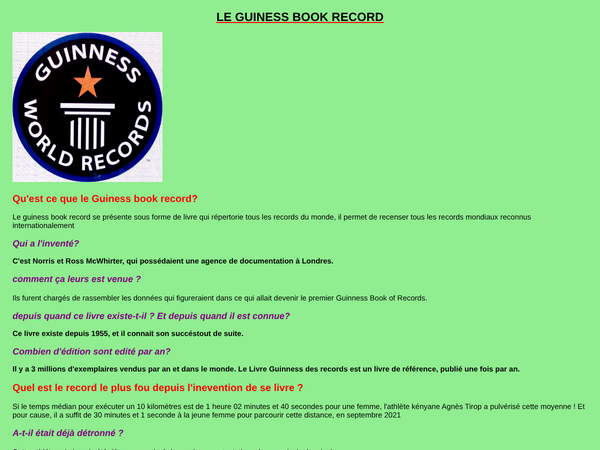 LE GUINESS BOOK RECORD
GUINNESS
WORLD RECORDS
Qu'est ce que le Guiness book record?
Le guiness book record se présente sous forme de livre qui répertorie tous les records du monde, il permet de recenser tous les records mondiaux reconnus
internationalement
Qui a l'inventé?
C'est Norris et Ross McWhirter, qui possédaient une agence de documentation à Londres.
comment ça leurs est venue ?
Ils furent chargés de rassembler les données qui figureraient dans ce qui allait devenir le premier Guinness Book of Records.
depuis quand ce livre existe-t-il ? Et depuis quand il est connue?
Ce livre existe depuis 1955, et il connait son succéstout de suite.
Combien d'édition sont edité par an?
Il y a 3 millions d'exemplaires vendus par an et dans le monde. Le Livre Guinness des records est un livre de référence, publié une fois par an.
Quel est le record le plus fou depuis l'inevention de se livre ?
Si le temps médian pour exécuter un 10 kilomètres est de 1 heure 02 minutes et 40 secondes pour une femme, l'athlète kényane Agnès Tirop a pulvérisé cette moyenne ! Et
pour cause, il a suffit de 30 minutes et 1 seconde à la jeune femme pour parcourir cette distance, en septembre 2021
A-t-il était déjà détronné ?